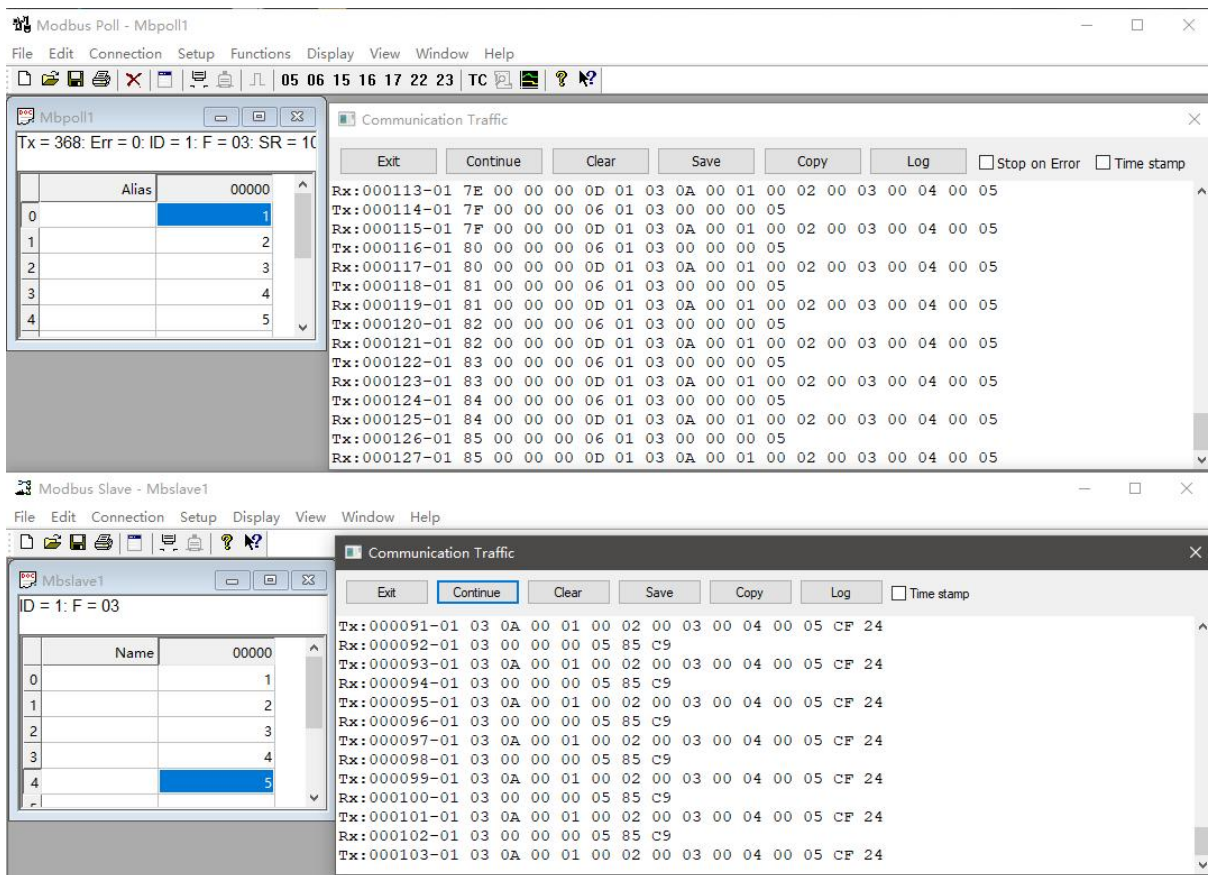 Modbus Poll - Mbpoll1
File Edit Connection Setup Functions Display View Window Help
05 06 15 16 17 22 23 TC
Mbpoll1
Tx = 368: Err = 0: ID = 1: F = 03: SR = 10
Alias 00000
0 1
1 2
2 3
3 4
4 5
Communication Traffic
Exit Continue Clear Save Copy Log Stop on Error Time stamp
Rx:000113-01 7E 00 00 00 0D 01 03 0A 00 01 00 02 00 03 00 04 00 05
Tx:000114-01 7F 00 00 00 06 01 03 00 00 00 05
Rx:000115-01 7F 00 00 00 0D 01 03 0A 00 01 00 02 00 03 00 04 00 05
Tx:000116-01 80 00 00 00 06 01 03 00 00 00 05
Rx:000117-01 80 00 00 00 0D 01 03 0A 00 01 00 02 00 03 00 04 00 05
Tx:000118-01 81 00 00 00 06 01 03 00 00 00 05
Rx:000119-01 81 00 00 00 0D 01 03 0A 00 01 00 02 00 03 00 04 00 05
Tx:000120-01 82 00 00 00 06 01 03 00 00 00 05
Rx:000121-01 82 00 00 00 0D 01 03 0A 00 01 00 02 00 03 00 04 00 05
Tx:000122-01 83 00 00 00 06 01 03 00 00 00 05
Rx:000123-01 83 00 00 00 0D 01 03 0A 00 01 00 02 00 03 00 04 00 05
Tx:000124-01 84 00 00 00 06 01 03 00 00 00 05
Rx:000125-01 84 00 00 00 0D 01 03 0A 00 01 00 02 00 03 00 04 00 05
Tx:000126-01 85 00 00 00 06 01 03 00 00 00 05
Rx:000127-01 85 00 00 00 0D 01 03 0A 00 01 00 02 00 03 00 04 00 05
Modbus Slave - Mbslave1
File Edit Connection Setup Display View Window Help
Mbslave1
ID = 1: F = 03
Name 00000
0 1
1 2
2 3
3 4
4 5
Communication Traffic
Exit Continue Clear Save Copy Log Time stamp
Tx:000091-01 03 0A 00 01 00 02 00 03 00 04 00 05 CF 24
Rx:000092-01 03 00 00 00 05 85 C9
Tx:000093-01 03 0A 00 01 00 02 00 03 00 04 00 05 CF 24
Rx:000094-01 03 00 00 00 05 85 C9
Tx:000095-01 03 0A 00 01 00 02 00 03 00 04 00 05 CF 24
Rx:000096-01 03 00 00 00 05 85 C9
Tx:000097-01 03 0A 00 01 00 02 00 03 00 04 00 05 CF 24
Rx:000098-01 03 00 00 00 05 85 C9
Tx:000099-01 03 0A 00 01 00 02 00 03 00 04 00 05 CF 24
Rx:000100-01 03 00 00 00 05 85 C9
Tx:000101-01 03 0A 00 01 00 02 00 03 00 04 00 05 CF 24
Rx:000102-01 03 00 00 00 05 85 C9
Tx:000103-01 03 0A 00 01 00 02 00 03 00 04 00 05 CF 24